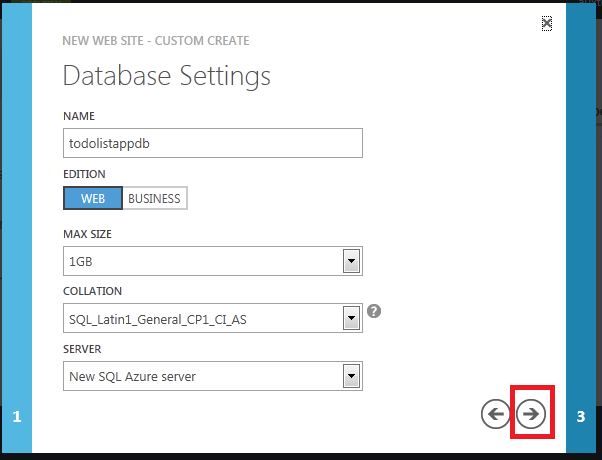 NEW WEB SITE - CUSTOM CREATE
Database Settings
NAME
todolistappdb
EDITION
WEB BUSINESS
MAX SIZE
1GB
COLLATION
SQL_Latin1_General_CP1_CI_AS ?
SERVER
New SQL Azure server
1 3